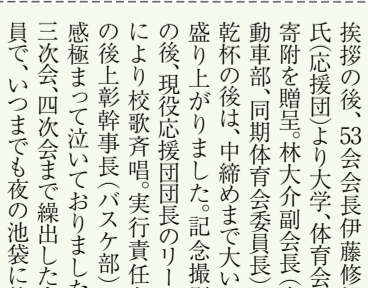 挨拶の後、53会会長伊藤修
氏（応援団）より大学、体育会
寄附を贈呈。林大介副会長（
動車部、同期体育会委員長）
乾杯の後は、中締めまで大い
盛り上がりました。記念撮影
の後、現役応援団団長のリー
により校歌斉唱。実行責任
の後上彰幹事長（バスケ部）
感極まって泣いておりました
三次会、四次会まで繰出した
員で、いつまでも夜の池袋に